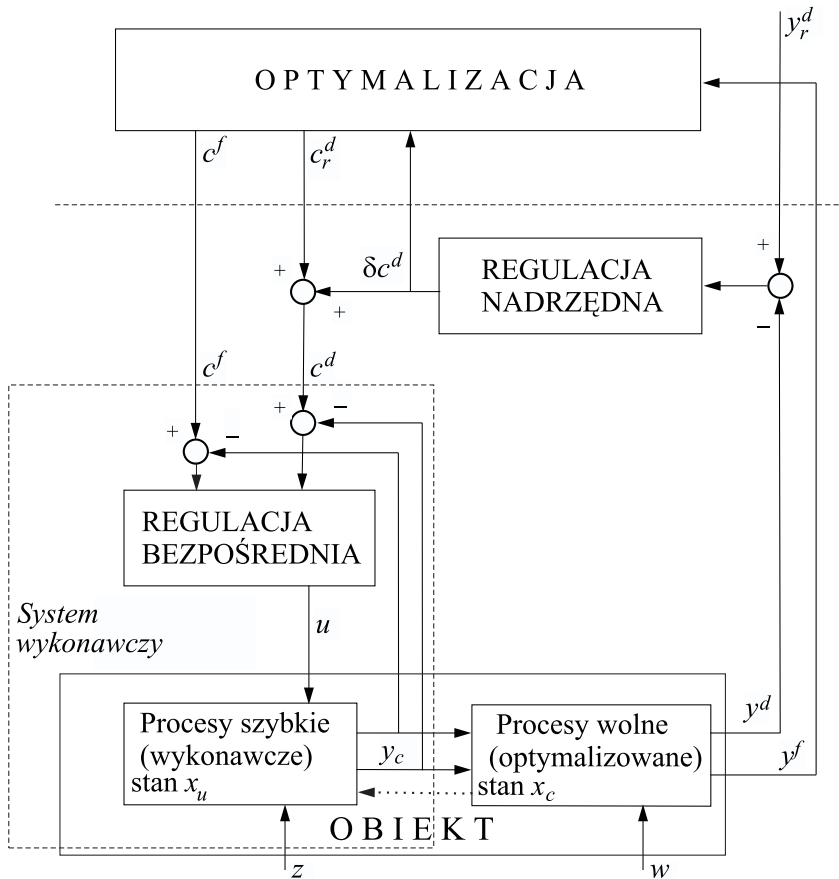 y_r^d
OPTYMALIZACJA
c^f
c_r^d
+
+
δc^d
+
REGULACJA
NADRZĘDNA
−
c^f
c^d
+
−
+
−
REGULACJA
BEZPOŚREDNIA
System
wykonawczy
u
Procesy szybkie
(wykonawcze)
stan x_u
y_c
Procesy wolne
(optymalizowane)
stan x_c
y^d
y^f
OBIEKT
z
w